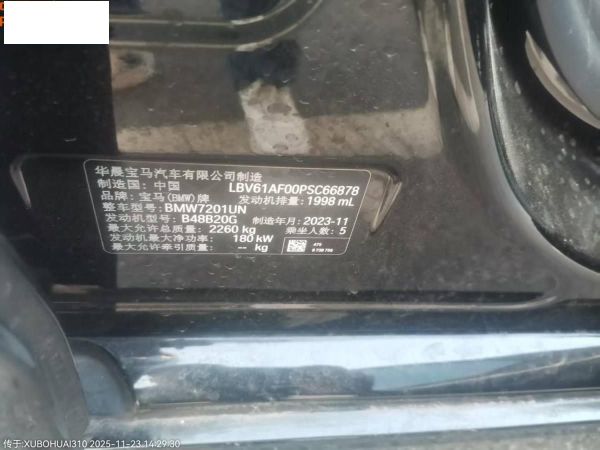 华晨宝马汽车有限公司制造
制造国: 中国 LBV61AF00PSC66878
品牌: 宝马(BMW)牌 发动机排量: 1998 mL
整车型号: BMW7201UN
发动机型号: B48B20G 制造年月: 2023-11
最大允许总质量: 2260 kg 乘坐人数: 5
发动机最大净功率: 180 kW
最大允许牵引质量: -- kg
475
传于:XUBOHUAI310 2025-11-23 14:29:30